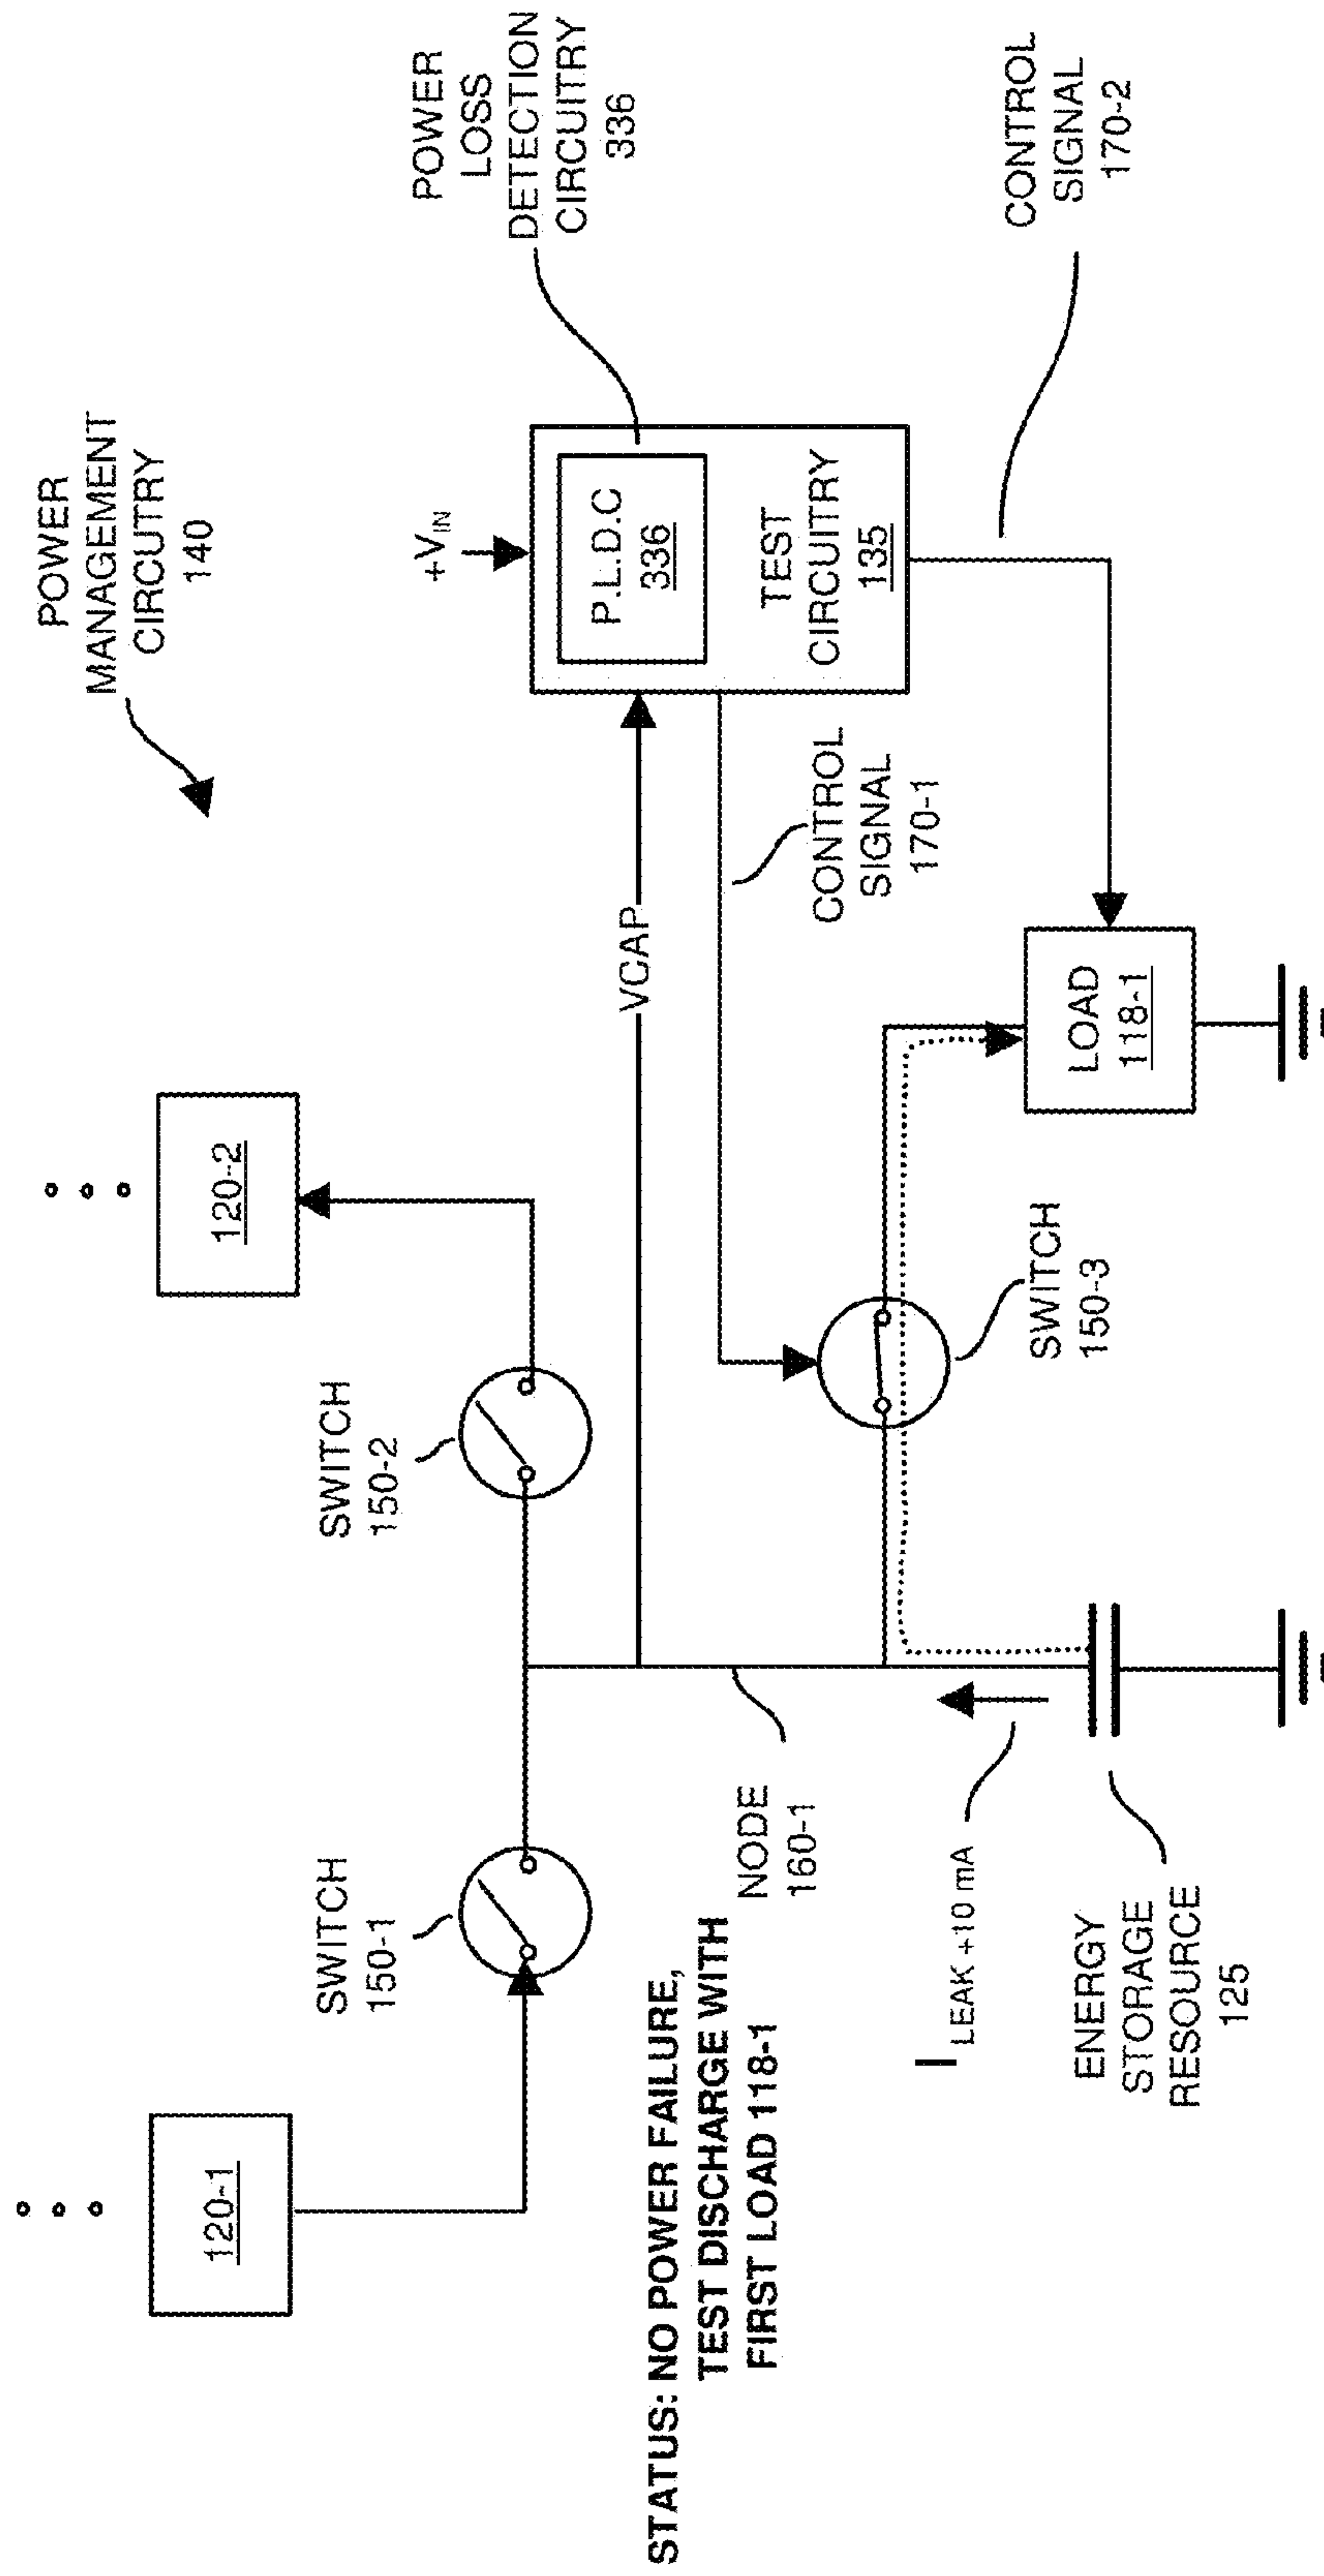 POWER
MANAGEMENT
CIRCUTRY
140
POWER
LOSS
DETECTION
CIRCUITRY
336
120-1
120-2
+VIN
P.L.D.C
336
TEST
CIRCUITRY
135
SWITCH
150-1
SWITCH
150-2
VCAP
CONTROL
SIGNAL
170-1
CONTROL
SIGNAL
170-2
STATUS: NO POWER FAILURE,
TEST DISCHARGE WITH
FIRST LOAD 118-1
NODE
160-1
SWITCH
150-3
LOAD
118-1
I LEAK +10 mA
ENERGY
STORAGE
RESOURCE
125